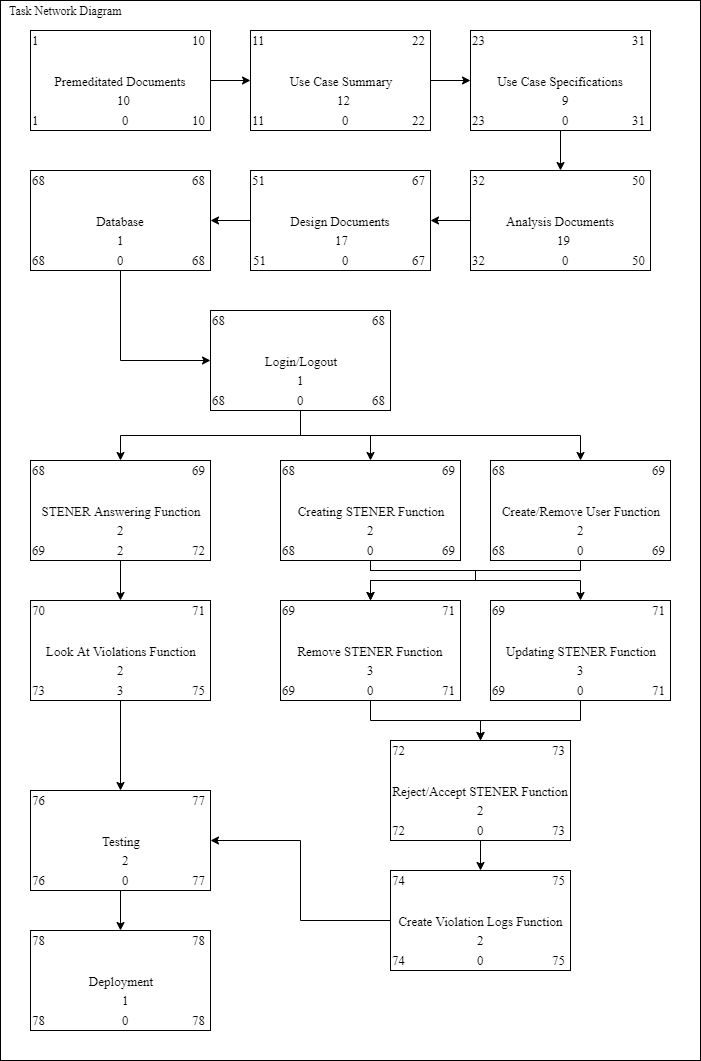 Task Network Diagram
1 10
Premeditated Documents
10
1 0 10
11 22
Use Case Summary
12
11 0 22
23 31
Use Case Specifications
9
23 0 31
68 68
Database
1
68 0 68
51 67
Design Documents
17
51 0 67
32 50
Analysis Documents
19
32 0 50
68 68
Login/Logout
1
68 0 68
68 69
STENER Answering Function
2
69 2 72
68 69
Creating STENER Function
2
68 0 69
68 69
Create/Remove User Function
2
68 0 69
70 71
Look At Violations Function
2
73 3 75
69 71
Remove STENER Function
3
69 0 71
69 71
Updating STENER Function
3
69 0 71
72 73
Reject/Accept STENER Function
2
72 0 73
76 77
Testing
2
76 0 77
74 75
Create Violation Logs Function
2
74 0 75
78 78
Deployment
1
78 0 78